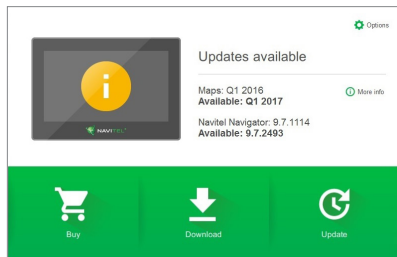 Options
Updates available
Maps: Q1 2016
Available: Q1 2017
More info
Navitel Navigator: 9.7.1114
Available: 9.7.2493
NAVITEL
Buy
Download
Update